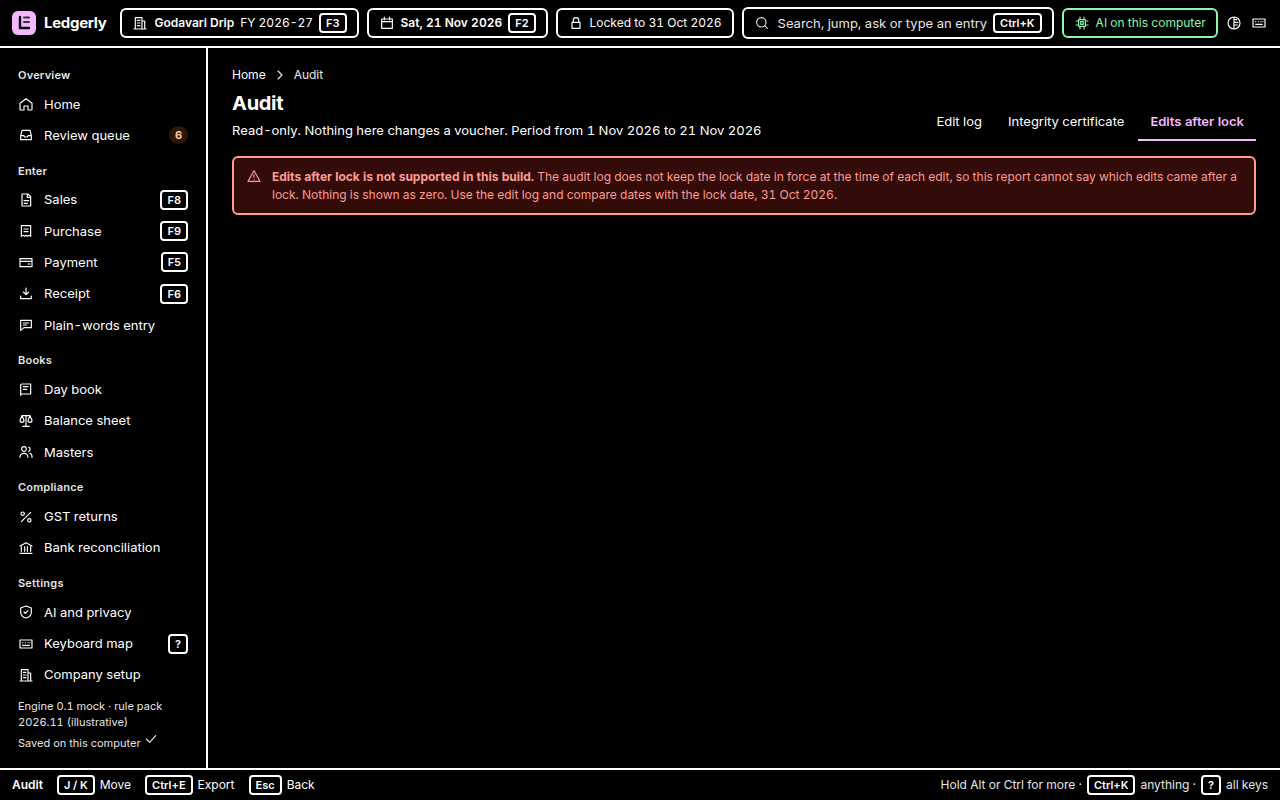 Ledgerly
Godavari Drip FY 2026-27 F3
Sat, 21 Nov 2026 F2
Locked to 31 Oct 2026
Search, jump, ask or type an entry Ctrl+K
AI on this computer
Overview
Home
Review queue 6
Enter
Sales F8
Purchase F9
Payment F5
Receipt F6
Plain-words entry
Books
Day book
Balance sheet
Masters
Compliance
GST returns
Bank reconciliation
Settings
AI and privacy
Keyboard map ?
Company setup
Engine 0.1 mock · rule pack
2026.11 (illustrative)
Saved on this computer
Home > Audit
Audit
Read-only. Nothing here changes a voucher. Period from 1 Nov 2026 to 21 Nov 2026
Edit log Integrity certificate Edits after lock
Edits after lock is not supported in this build. The audit log does not keep the lock date in force at the time of each edit, so this report cannot say which edits came after a
lock. Nothing is shown as zero. Use the edit log and compare dates with the lock date, 31 Oct 2026.
Audit J / K Move Ctrl+E Export Esc Back
Hold Alt or Ctrl for more · Ctrl+K anything · ? all keys